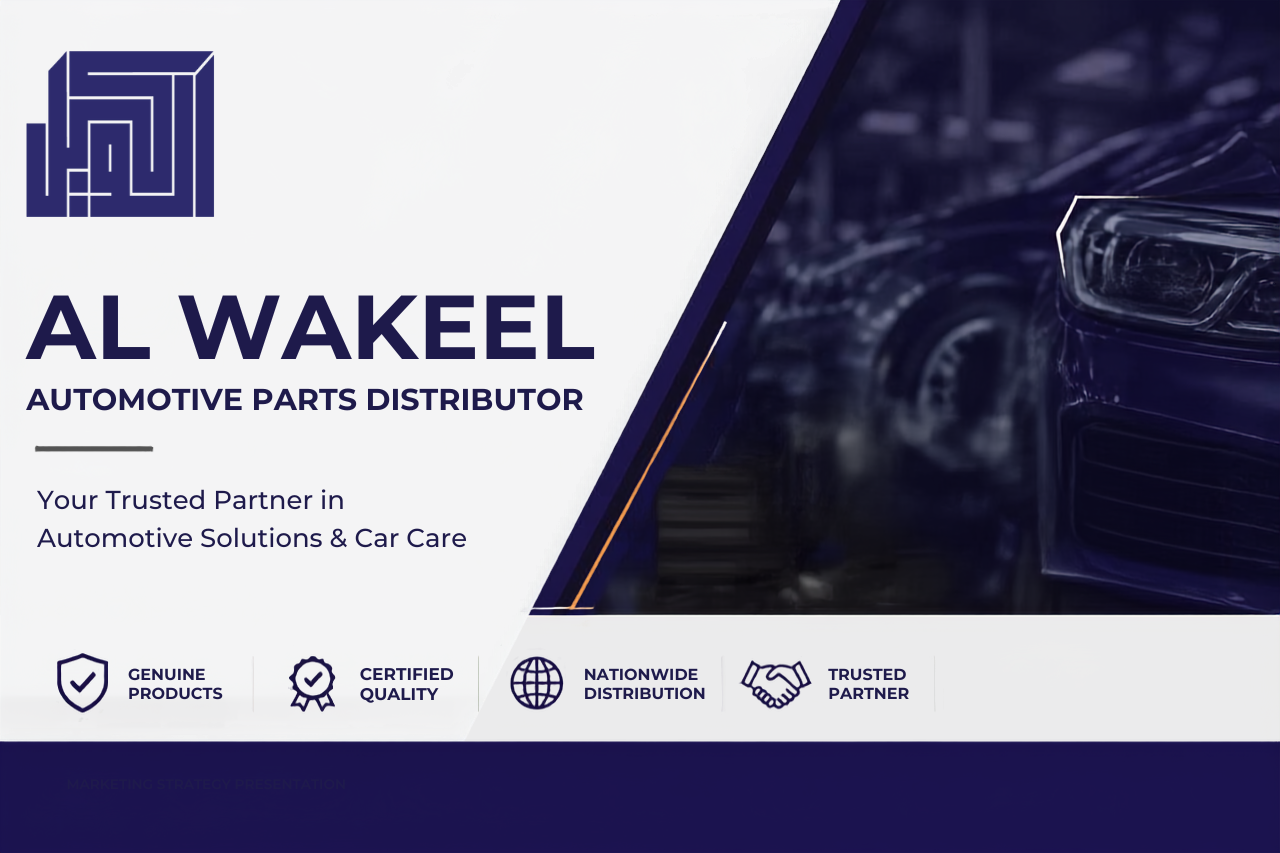 الوكيل
AL WAKEEL
AUTOMOTIVE PARTS DISTRIBUTOR
Your Trusted Partner in
Automotive Solutions & Car Care
GENUINE
PRODUCTS
CERTIFIED
QUALITY
NATIONWIDE
DISTRIBUTION
TRUSTED
PARTNER
MARKETING STRATEGY PRESENTATION